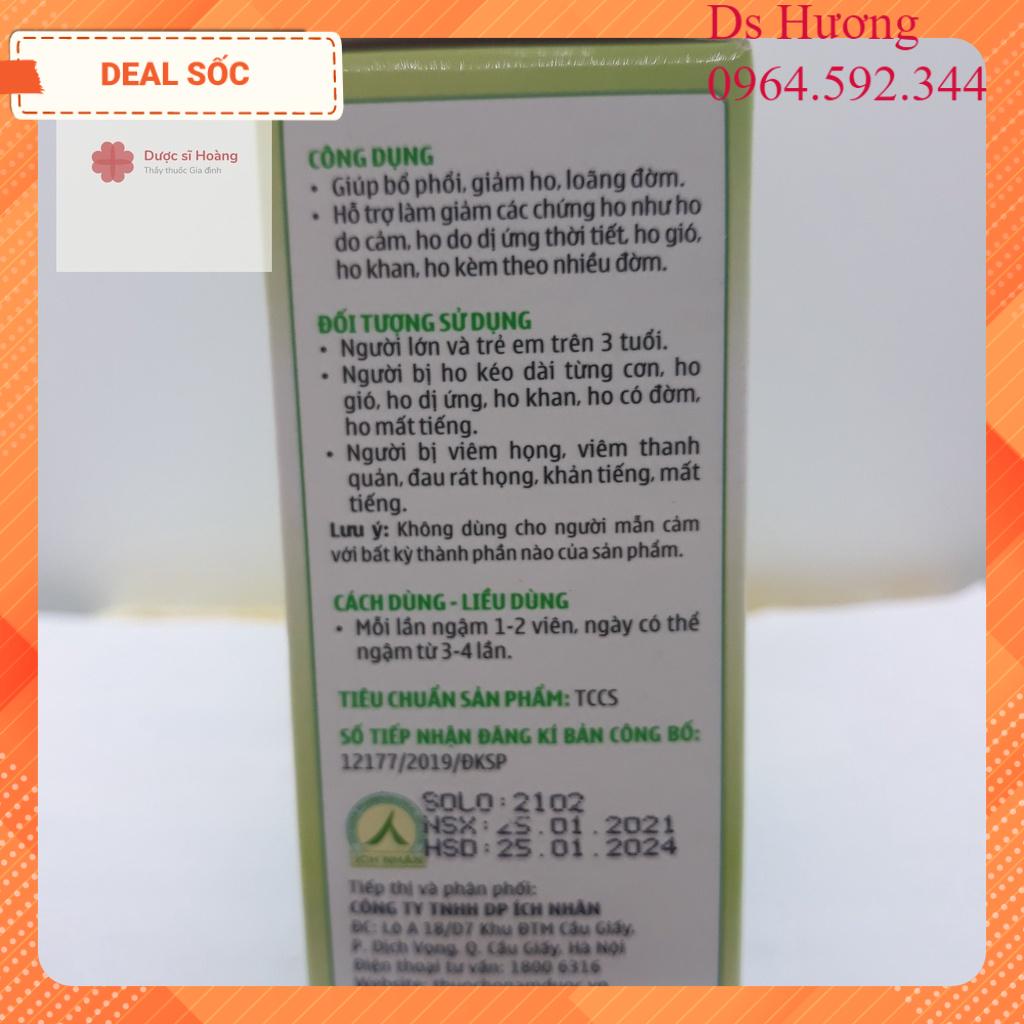 Ds Hương
0964.592.344
DEAL SỐC
Dược sĩ Hoàng
Thầy thuốc Gia đình
CÔNG DỤNG
• Giúp bổ phổi, giảm ho, loãng đờm.
• Hỗ trợ làm giảm các chứng ho như ho
do cảm, ho do dị ứng thời tiết, ho gió,
ho khan, ho kèm theo nhiều đờm.
ĐỐI TƯỢNG SỬ DỤNG
• Người lớn và trẻ em trên 3 tuổi.
• Người bị ho kéo dài từng cơn, ho
gió, ho dị ứng, ho khan, ho có đờm,
ho mất tiếng.
• Người bị viêm họng, viêm thanh
quản, đau rát họng, khản tiếng, mất
tiếng.
Lưu ý: Không dùng cho người mẫn cảm
với bất kỳ thành phần nào của sản phẩm.
CÁCH DÙNG - LIỀU DÙNG
• Mỗi lần ngậm 1-2 viên, ngày có thể
ngậm từ 3-4 lần.
TIÊU CHUẨN SẢN PHẨM: TCCS
SỐ TIẾP NHẬN ĐĂNG KÍ BẢN CÔNG BỐ:
12177/2019/ĐKSP
SOLO: 2102
NSX: 25.01.2021
HSD: 25.01.2024
ÍCH NHÂN
Tiếp thị và phân phối:
CÔNG TY TNHH DP ÍCH NHÂN
ĐC: Lô A 18/D7 Khu ĐTM Cầu Giấy,
P. Dịch Vọng, Q. Cầu Giấy, Hà Nội
Điện thoại tư vấn: 1800 6316
Website: